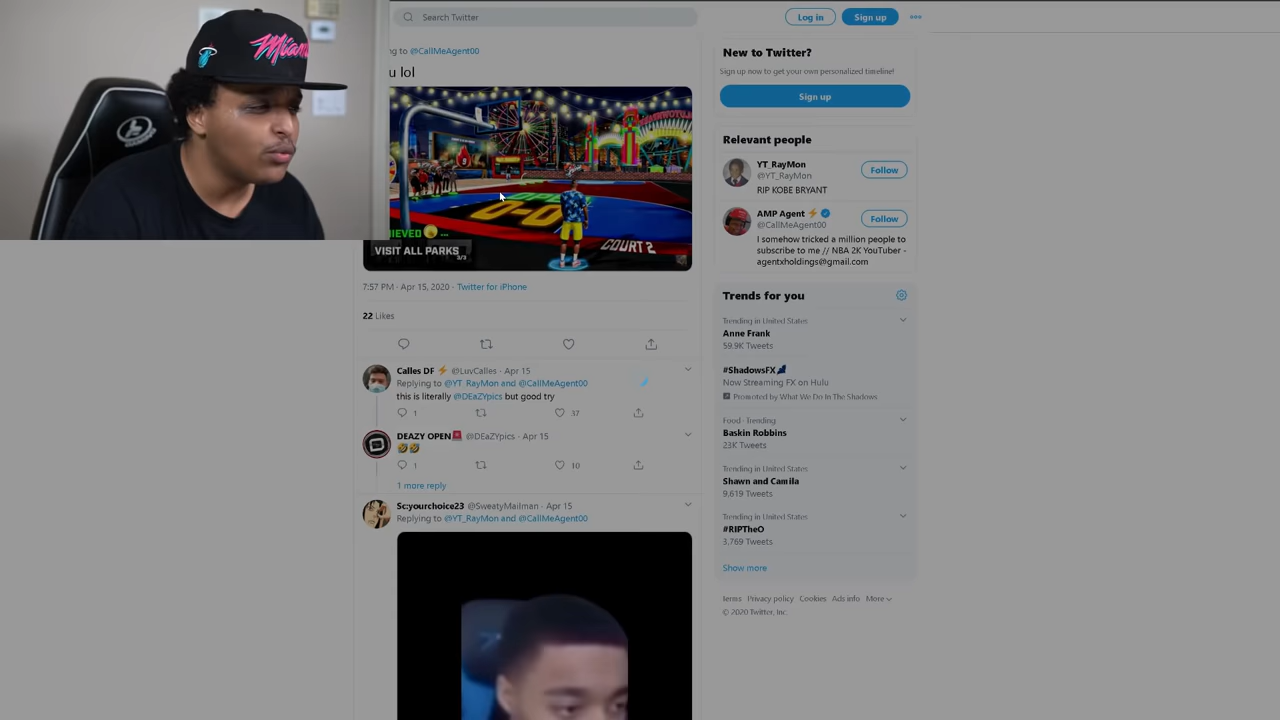 Miami
Search Twitter
Log in
Sign up
ng to @CallMeAgent00
u lol
OPEN
0-0
COURT 2
IEVED
VISIT ALL PARKS
3/3
7:57 PM · Apr 15, 2020 · Twitter for iPhone
22 Likes
Calles DF ⚡ @LuvCalles · Apr 15
Replying to @YT_RayMon and @CallMeAgent00
this is literally @DEaZYpics but good try
1 37
DEAZY OPEN🚨 @DEaZYpics · Apr 15
🤣🤣
1 10
1 more reply
Sc:yourchoice23 @SweatyMailman · Apr 15
Replying to @YT_RayMon and @CallMeAgent00
New to Twitter?
Sign up now to get your own personalized timeline!
Sign up
Relevant people
YT_RayMon
@YT_RayMon
Follow
RIP KOBE BRYANT
AMP Agent ⚡
@CallMeAgent00
Follow
I somehow tricked a million people to
subscribe to me // NBA 2K YouTuber -
agentxholdings@gmail.com
Trends for you
Trending in United States
Anne Frank
59.9K Tweets
#ShadowsFX
Now Streaming FX on Hulu
Promoted by What We Do In The Shadows
Food · Trending
Baskin Robbins
23K Tweets
Trending in United States
Shawn and Camila
9,619 Tweets
Trending in United States
#RIPTheO
3,769 Tweets
Show more
Terms Privacy policy Cookies Ads info More
© 2020 Twitter, Inc.